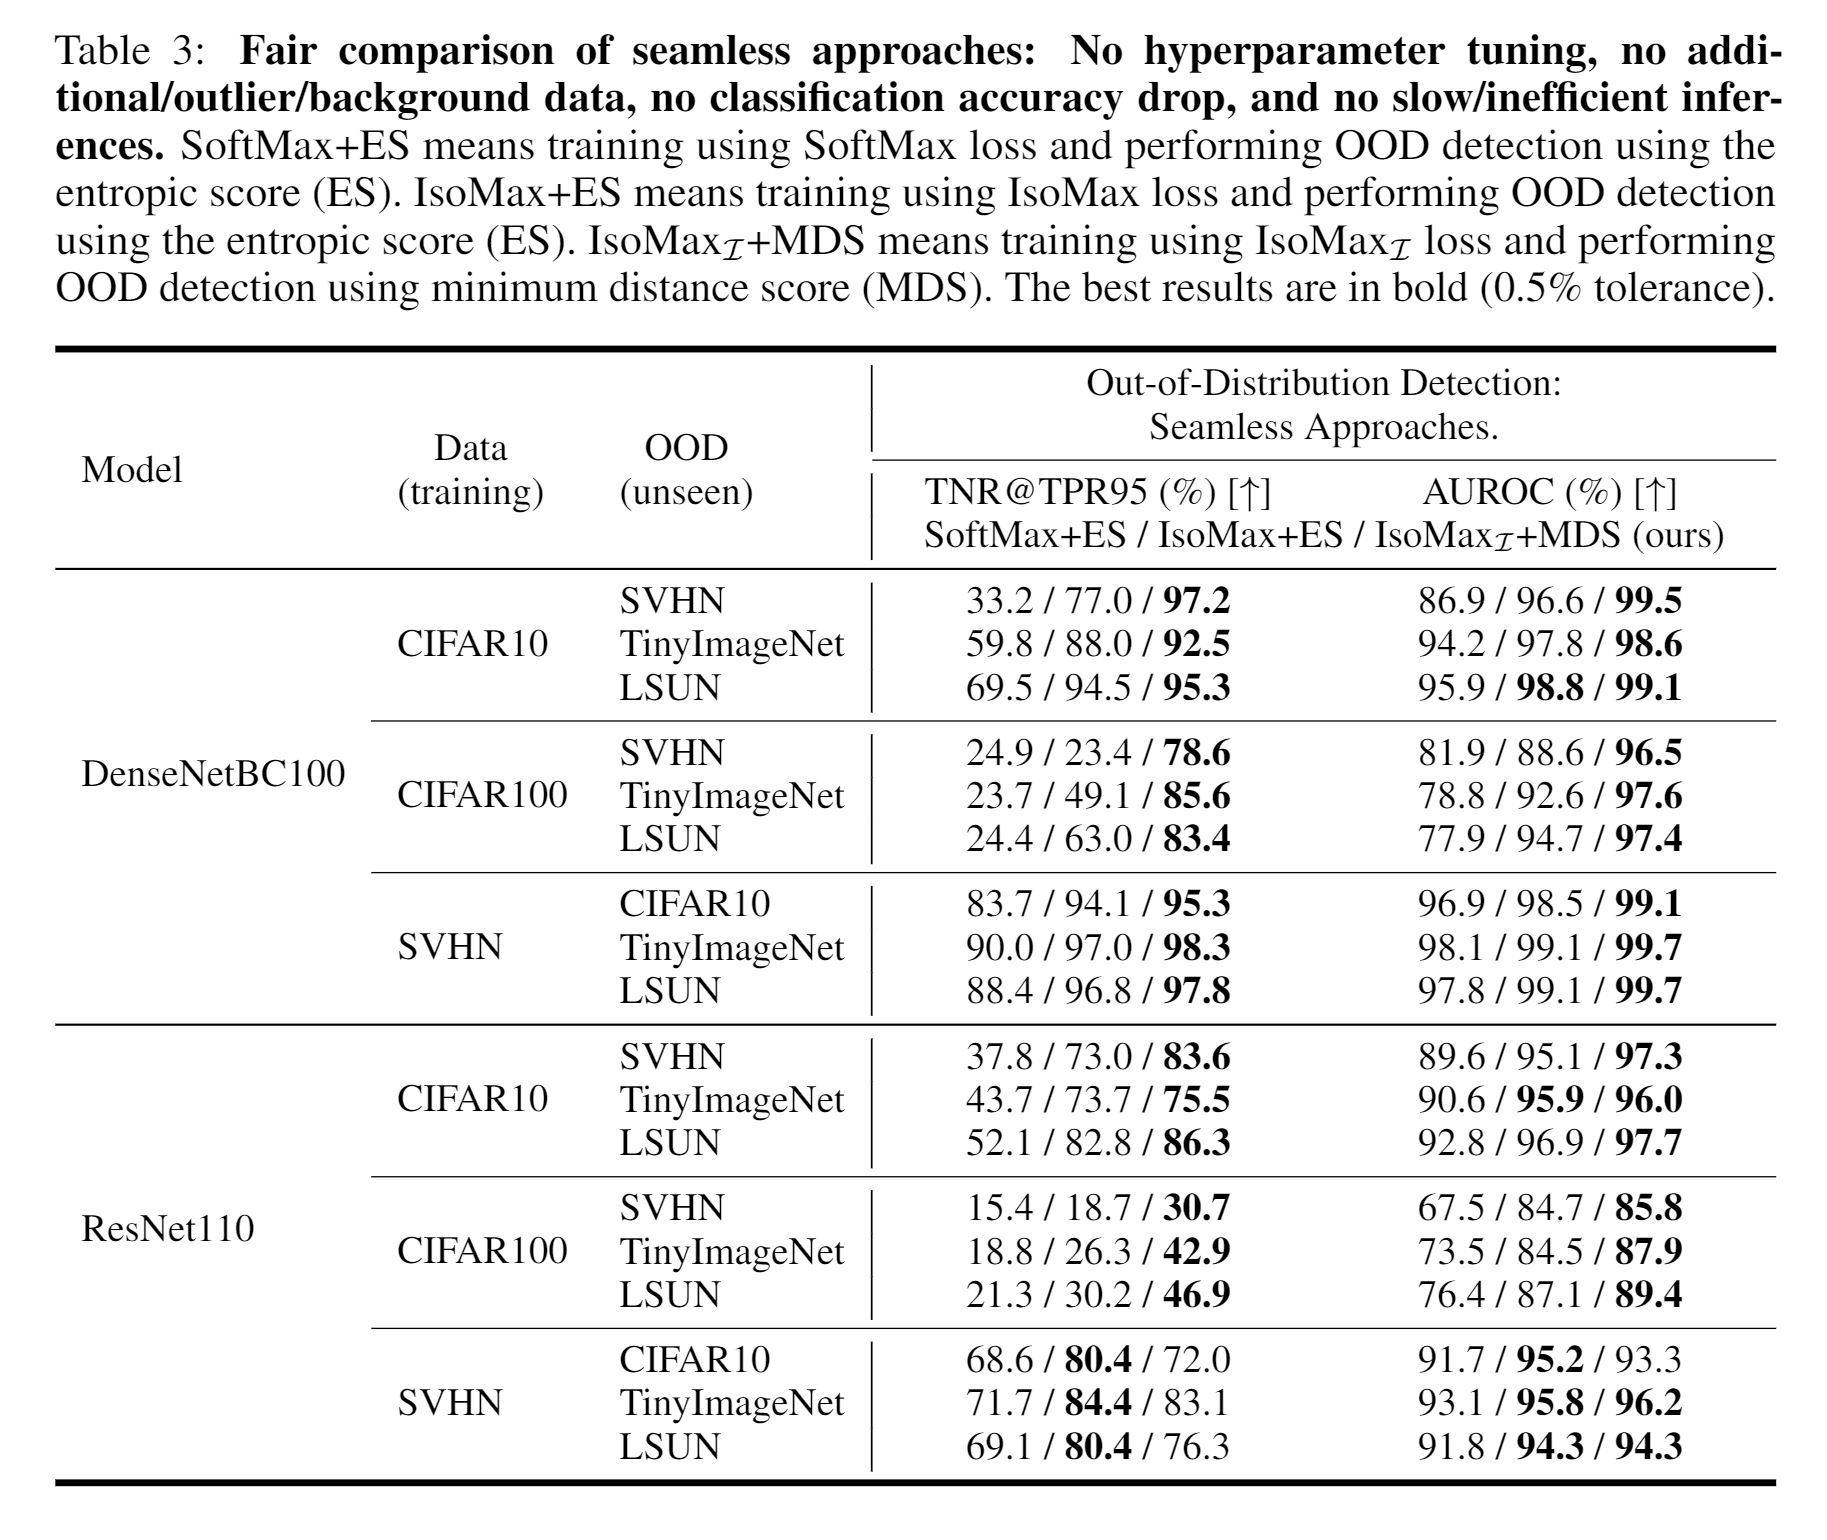 Table 3: Fair comparison of seamless approaches: No hyperparameter tuning, no addi-
tional/outlier/background data, no classification accuracy drop, and no slow/inefficient infer-
ences. SoftMax+ES means training using SoftMax loss and performing OOD detection using the
entropic score (ES). IsoMax+ES means training using IsoMax loss and performing OOD detection
using the entropic score (ES). IsoMaxℐ+MDS means training using IsoMaxℐ loss and performing
OOD detection using minimum distance score (MDS). The best results are in bold (0.5% tolerance).
Model
Data
(training)
OOD
(unseen)
Out-of-Distribution Detection:
Seamless Approaches.
TNR@TPR95 (%) [↑] AUROC (%) [↑]
SoftMax+ES / IsoMax+ES / IsoMaxℐ+MDS (ours)
DenseNetBC100
CIFAR10
SVHN 33.2 / 77.0 / 97.2 86.9 / 96.6 / 99.5
TinyImageNet 59.8 / 88.0 / 92.5 94.2 / 97.8 / 98.6
LSUN 69.5 / 94.5 / 95.3 95.9 / 98.8 / 99.1
CIFAR100
SVHN 24.9 / 23.4 / 78.6 81.9 / 88.6 / 96.5
TinyImageNet 23.7 / 49.1 / 85.6 78.8 / 92.6 / 97.6
LSUN 24.4 / 63.0 / 83.4 77.9 / 94.7 / 97.4
SVHN
CIFAR10 83.7 / 94.1 / 95.3 96.9 / 98.5 / 99.1
TinyImageNet 90.0 / 97.0 / 98.3 98.1 / 99.1 / 99.7
LSUN 88.4 / 96.8 / 97.8 97.8 / 99.1 / 99.7
ResNet110
CIFAR10
SVHN 37.8 / 73.0 / 83.6 89.6 / 95.1 / 97.3
TinyImageNet 43.7 / 73.7 / 75.5 90.6 / 95.9 / 96.0
LSUN 52.1 / 82.8 / 86.3 92.8 / 96.9 / 97.7
CIFAR100
SVHN 15.4 / 18.7 / 30.7 67.5 / 84.7 / 85.8
TinyImageNet 18.8 / 26.3 / 42.9 73.5 / 84.5 / 87.9
LSUN 21.3 / 30.2 / 46.9 76.4 / 87.1 / 89.4
SVHN
CIFAR10 68.6 / 80.4 / 72.0 91.7 / 95.2 / 93.3
TinyImageNet 71.7 / 84.4 / 83.1 93.1 / 95.8 / 96.2
LSUN 69.1 / 80.4 / 76.3 91.8 / 94.3 / 94.3